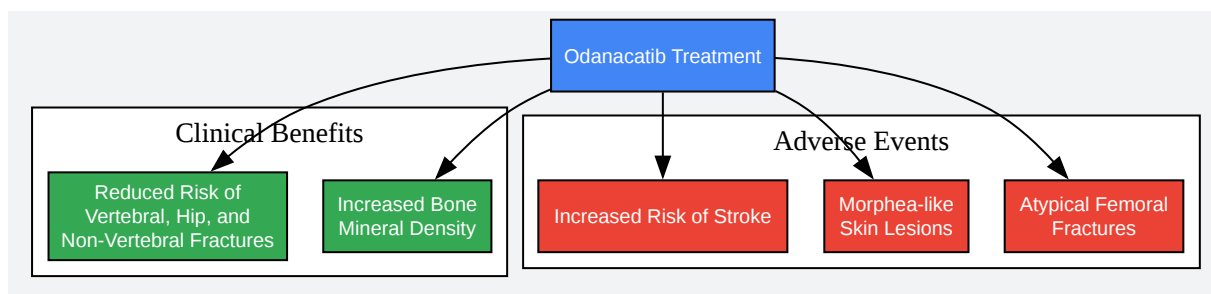 Odanacatib Treatment
Clinical Benefits
Reduced Risk of
Vertebral, Hip, and
Non-Vertebral Fractures
Increased Bone
Mineral Density
Adverse Events
Increased Risk of Stroke
Morphea-like
Skin Lesions
Atypical Femoral
Fractures